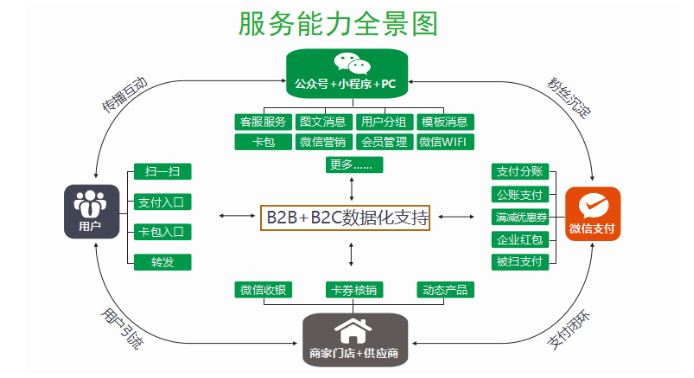 服务能力全景图
公众号+小程序+PC
传播互动
粉丝沉淀
客服服务 图文消息 用户分组 模板消息
卡包 微信营销 会员管理 微信WIFI
更多......
扫一扫
支付入口
卡包入口
转发
用户
B2B+B2C数据化支持
支付分账
公账支付
满减优惠券
企业红包
被扫支付
微信支付
微信收银 卡券核销 动态产品
用户引流
支付闭环
商家门店+供应商